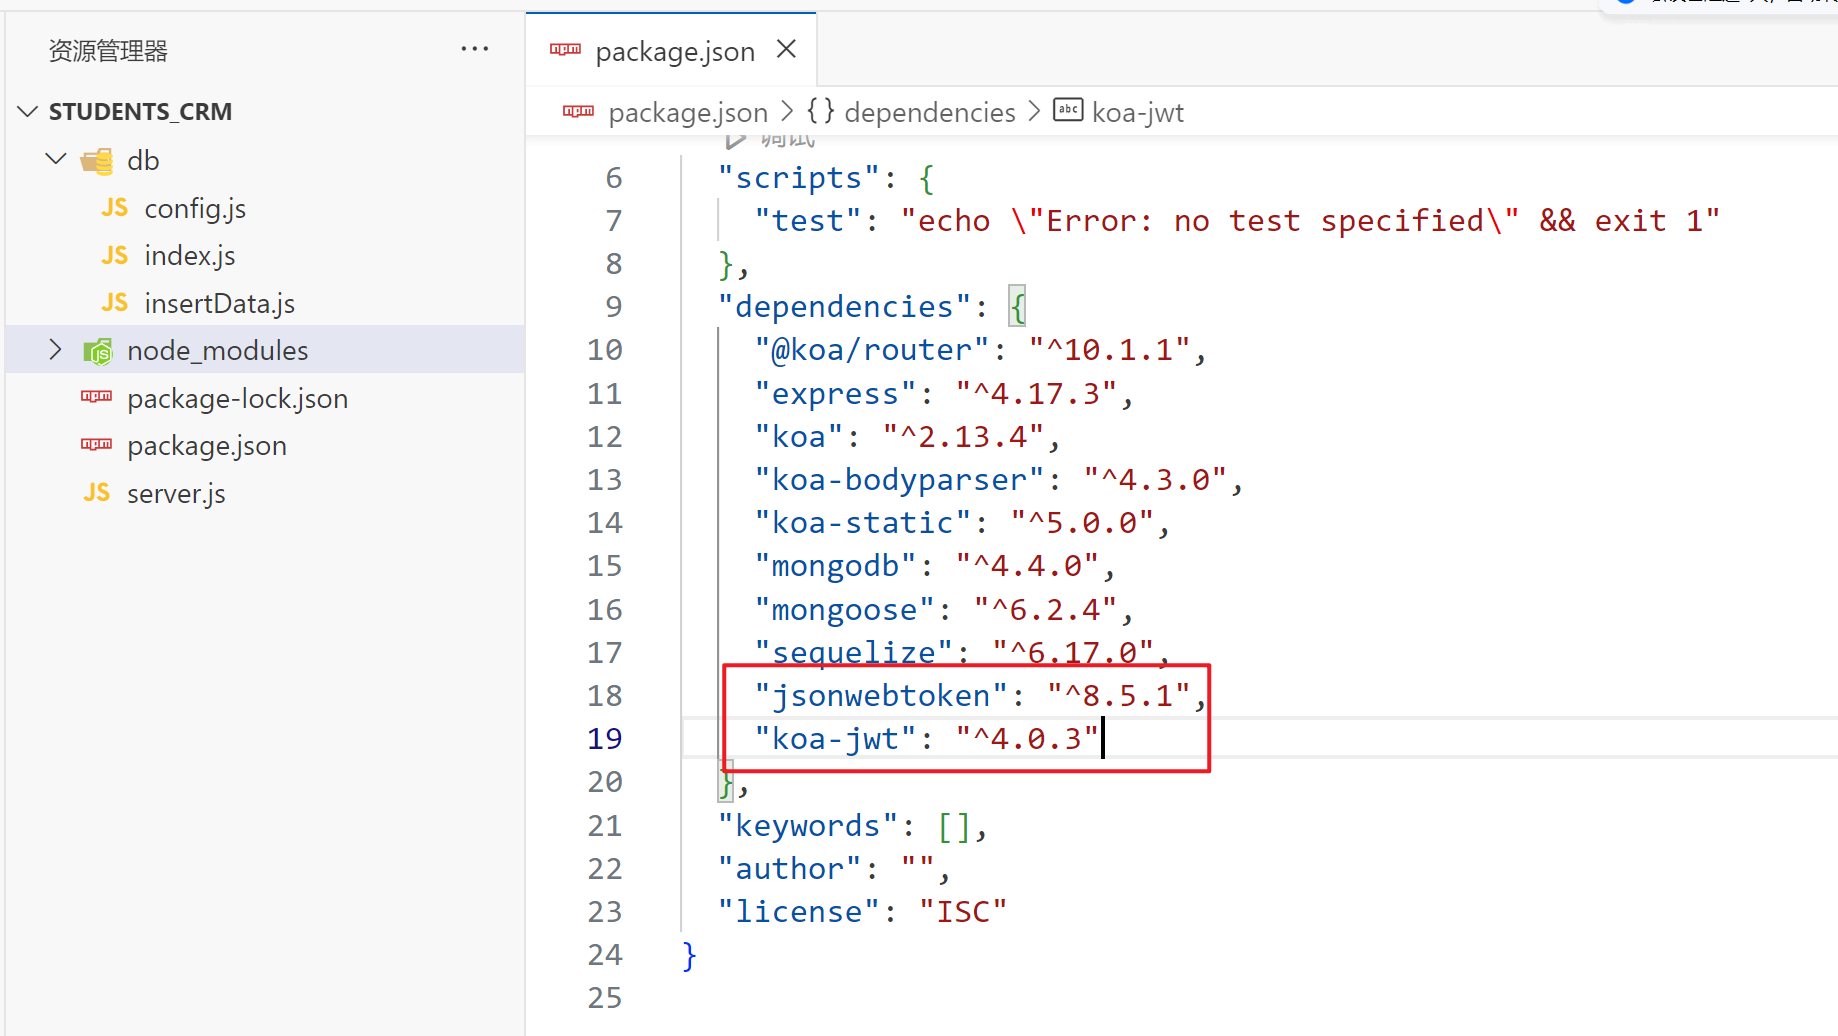 资源管理器
STUDENTS_CRM
db
JS config.js
JS index.js
JS insertData.js
node_modules
package-lock.json
package.json
JS server.js
package.json
package.json > {} dependencies > abc koa-jwt
调试
6 "scripts": {
7 "test": "echo \"Error: no test specified\" && exit 1"
8 },
9 "dependencies": {
10 "@koa/router": "^10.1.1",
11 "express": "^4.17.3",
12 "koa": "^2.13.4",
13 "koa-bodyparser": "^4.3.0",
14 "koa-static": "^5.0.0",
15 "mongodb": "^4.4.0",
16 "mongoose": "^6.2.4",
17 "sequelize": "^6.17.0",
18 "jsonwebtoken": "^8.5.1",
19 "koa-jwt": "^4.0.3"
20 },
21 "keywords": [],
22 "author": "",
23 "license": "ISC"
24 }
25